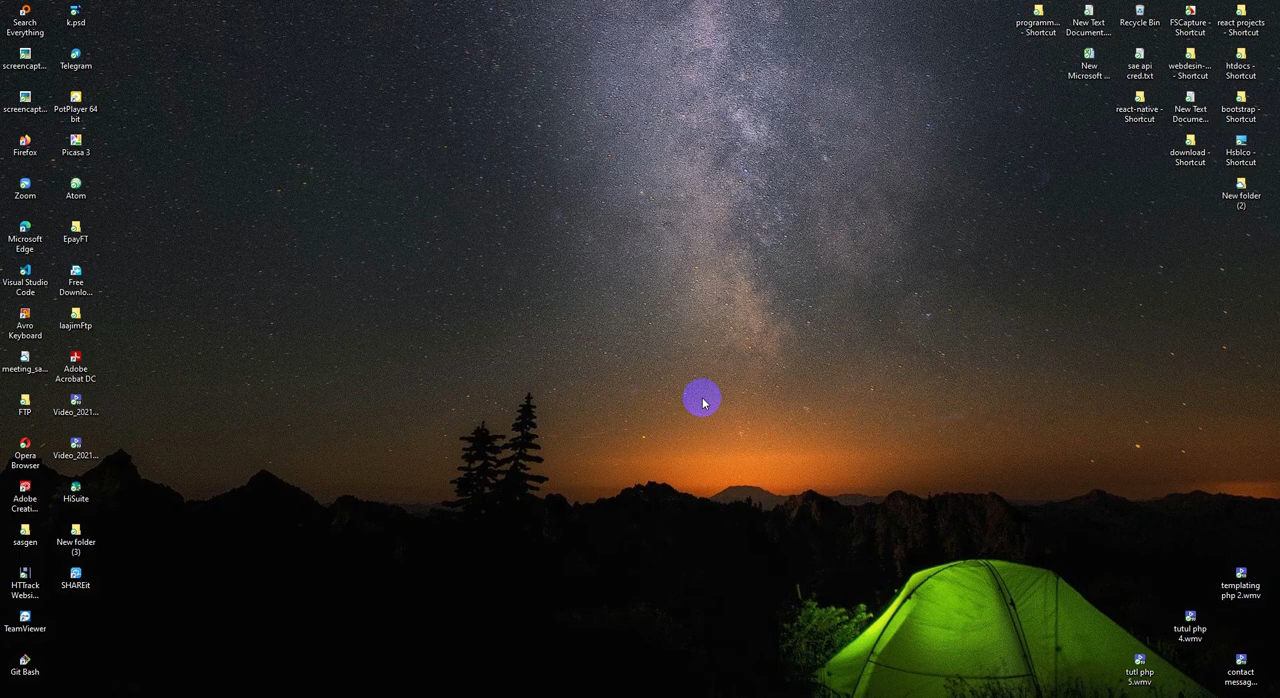 Search
Everything
k.psd
screencapt...
Telegram
screencapt...
PotPlayer 64
bit
Firefox
Picasa 3
Zoom
Atom
Microsoft
Edge
EpayFT
Visual Studio
Code
Free
Downlo...
Avro
Keyboard
laajimFtp
meeting_sa...
Adobe
Acrobat DC
FTP
Video_2021...
Opera
Browser
Video_2021...
Adobe
Creati...
HiSuite
sasgen
New folder
(3)
HTTrack
Websi...
SHAREit
TeamViewer
Git Bash
programm...
- Shortcut
New Text
Document...
Recycle Bin
FSCapture -
Shortcut
react projects
- Shortcut
New
Microsoft ...
sae api
cred.txt
webdesin-...
- Shortcut
htdocs -
Shortcut
react-native -
Shortcut
New Text
Docume...
bootstrap -
Shortcut
download -
Shortcut
Hsblco -
Shortcut
New folder
(2)
templating
php 2.wmv
tutul php
4.wmv
tutl php
5.wmv
contact
messag...